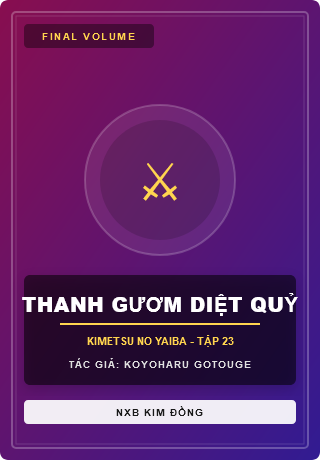 FINAL VOLUME
THANH GƯƠM DIỆT QUỶ
KIMETSU NO YAIBA - TẬP 23
TÁC GIẢ: KOYOHARU GOTOUGE
NXB KIM ĐỒNG